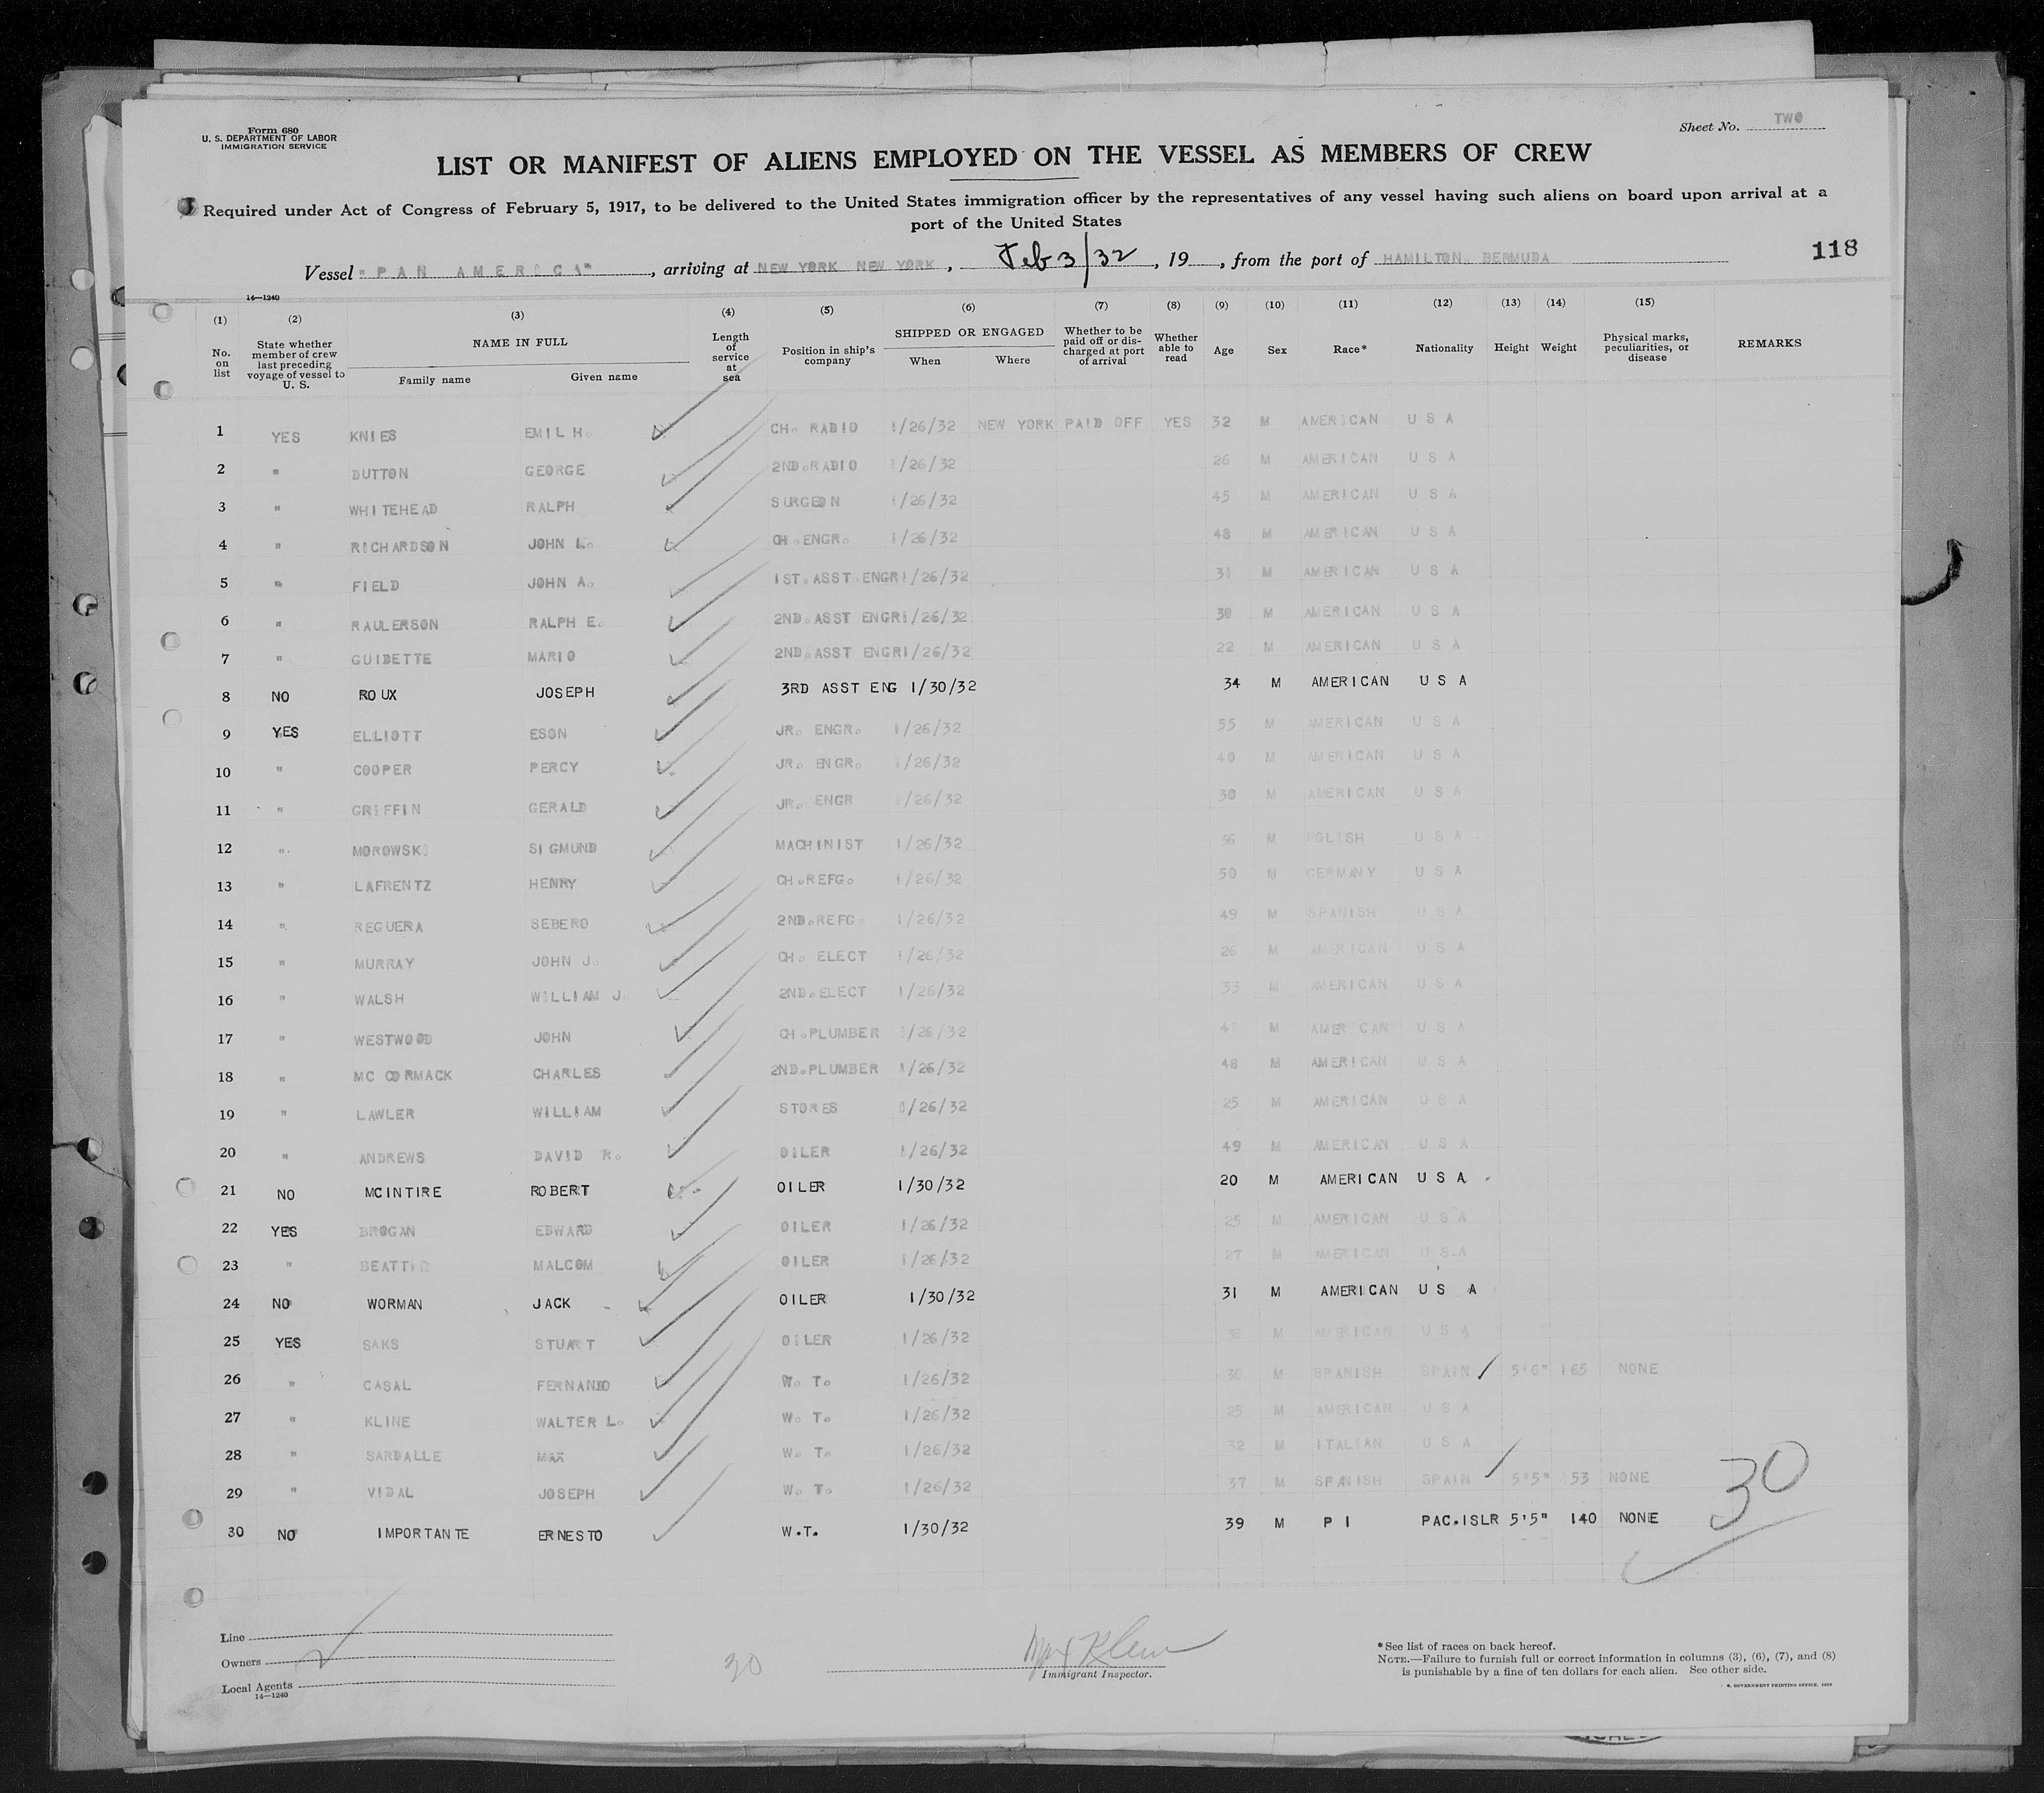 Form 680
U. S. DEPARTMENT OF LABOR
IMMIGRATION SERVICE
Sheet No. TWO
LIST OR MANIFEST OF ALIENS EMPLOYED ON THE VESSEL AS MEMBERS OF CREW
Required under Act of Congress of February 5, 1917, to be delivered to the United States immigration officer by the representatives of any vessel having such aliens on board upon arrival at a
port of the United States
Vessel "PAN AMERICA", arriving at NEW YORK NEW YORK, Feb 3/32, 19, from the port of HAMILTON, BERMUDA
118
14—1240
(1) (2) (3) (4) (5) (6) (7) (8) (9) (10) (11) (12) (13) (14) (15)
No. on list
State whether member of crew last preceding voyage of vessel to U. S.
NAME IN FULL
Family name Given name
Length of service at sea
Position in ship's company
SHIPPED OR ENGAGED
When Where
Whether to be paid off or discharged at port of arrival
Whether able to read
Age Sex Race* Nationality Height Weight
Physical marks, peculiarities, or disease
REMARKS
1 YES KNIES EMIL H. CH. RADIO 1/26/32 NEW YORK PAID OFF YES 32 M AMERICAN U S A
2 " DUTTON GEORGE 2ND.RADIO 1/26/32 26 M AMERICAN U S A
3 " WHITEHEAD RALPH SURGEON 1/26/32 45 M AMERICAN U S A
4 " RICHARDSON JOHN L. CH.ENGR. 1/26/32 48 M AMERICAN U S A
5 " FIELD JOHN A. 1ST.ASST.ENGR1/26/32 31 M AMERICAN U S A
6 " RAULERSON RALPH E. 2ND.ASST ENGR1/26/32 30 M AMERICAN U S A
7 " GUIDETTE MARIO 2ND.ASST ENGR1/26/32 22 M AMERICAN U S A
8 NO ROUX JOSEPH 3RD ASST ENG 1/30/32 34 M AMERICAN U S A
9 YES ELLIOTT ESON JR. ENGR. 1/26/32 55 M AMERICAN U S A
10 " COOPER PERCY JR. ENGR. 1/26/32 40 M AMERICAN U S A
11 " GRIFFIN GERALD JR. ENGR 1/26/32 30 M AMERICAN U S A
12 " MOROWSKI SIGMUND MACHINIST 1/26/32 36 M POLISH U S A
13 " LAFRENTZ HENRY CH.REFG. 1/26/32 50 M GERMANY U S A
14 " REGUERA SEBERO 2ND.REFG. 1/26/32 49 M SPANISH U S A
15 " MURRAY JOHN J. CH. ELECT 1/26/32 26 M AMERICAN U S A
16 " WALSH WILLIAM J. 2ND.ELECT 1/26/32 33 M AMERICAN U S A
17 " WESTWOOD JOHN CH.PLUMBER 1/26/32 M AMERICAN U S A
18 " MC CORMACK CHARLES 2ND.PLUMBER 1/26/32 48 M AMERICAN U S A
19 " LAWLER WILLIAM STORES 1/26/32 25 M AMERICAN U S A
20 " ANDREWS DAVID R. OILER 1/26/32 49 M AMERICAN U S A
21 NO MCINTIRE ROBERT OILER 1/30/32 20 M AMERICAN U S A
22 YES BROGAN EDWARD OILER 1/26/32 25 M AMERICAN U S A
23 " MALCOM OILER 1/26/32 27 M AMERICAN U S A
24 NO WORMAN JACK OILER 1/30/32 31 M AMERICAN U S A
25 YES SAKS STUART OILER 1/26/32 M AMERICAN U S A
26 " CASAL FERNANDO W. T. 1/26/32 30 M SPANISH SPAIN 5'6" 165 NONE
27 " KLINE WALTER L. W. T. 1/26/32 25 M AMERICAN U S A
28 " SARDALLE MAX W. T. 1/26/32 32 M ITALIAN U S A
29 " VIDAL JOSEPH W. T. 1/26/32 37 M SPANISH SPAIN 5'5" 153 NONE
30 NO IMPORTANTE ERNESTO W.T. 1/30/32 39 M P I PAC.ISLR 5'5" 140 NONE
30
Line
Owners
Local Agents
14—1240
30
Max Klein
Immigrant Inspector.
* See list of races on back hereof.
NOTE.—Failure to furnish full or correct information in columns (3), (6), (7), and (8)
is punishable by a fine of ten dollars for each alien. See other side.
GOVERNMENT PRINTING OFFICE